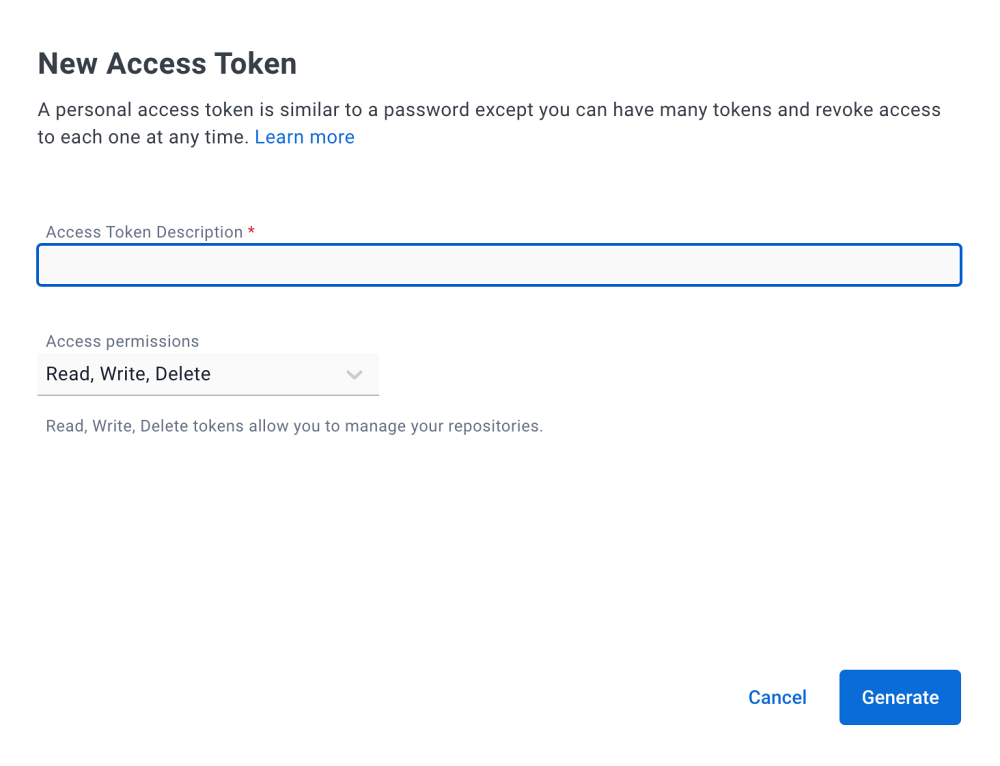 New Access Token
A personal access token is similar to a password except you can have many tokens and revoke access
to each one at any time. Learn more
Access Token Description *
Access permissions
Read, Write, Delete
Read, Write, Delete tokens allow you to manage your repositories.
Cancel
Generate